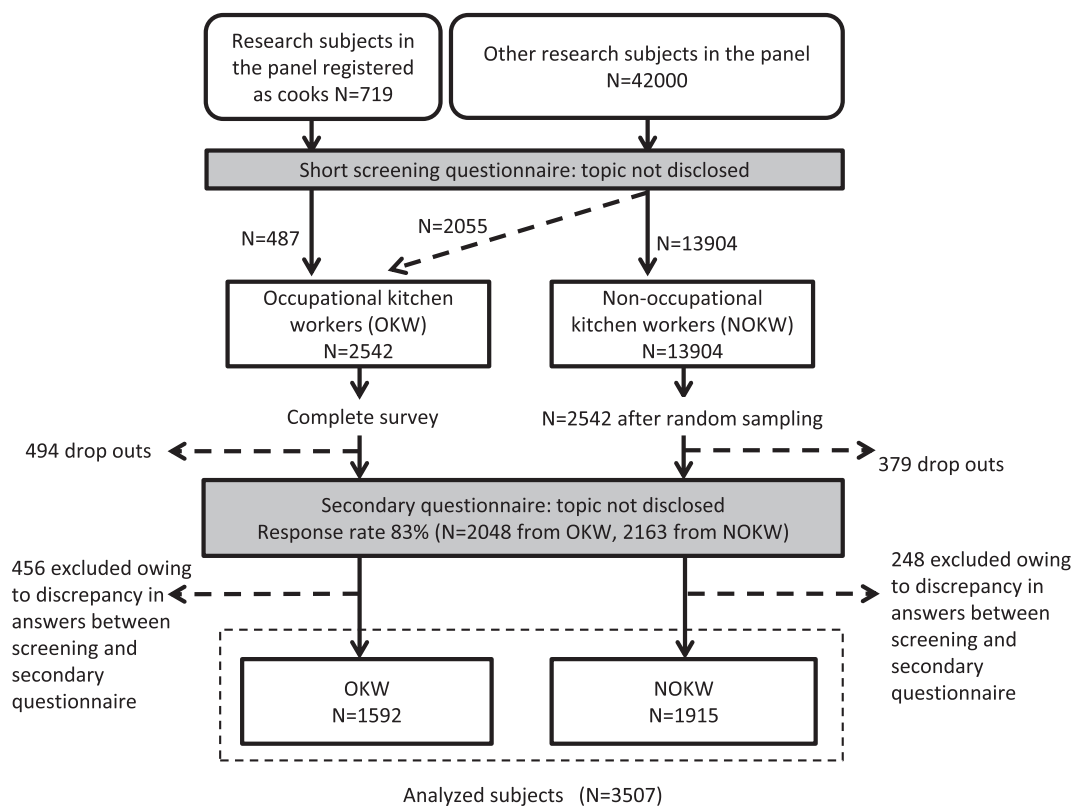 Research subjects in
the panel registered
as cooks N=719
Other research subjects in the panel
N=42000
Short screening questionnaire: topic not disclosed
N=487
N=2055
N=13904
Occupational kitchen
workers (OKW)
N=2542
Non-occupational
kitchen workers (NOKW)
N=13904
Complete survey
N=2542 after random sampling
494 drop outs
379 drop outs
Secondary questionnaire: topic not disclosed
Response rate 83% (N=2048 from OKW, 2163 from NOKW)
456 excluded owing
to discrepancy in
answers between
screening and
secondary
questionnaire
248 excluded owing
to discrepancy in
answers between
screening and
secondary
questionnaire
OKW
N=1592
NOKW
N=1915
Analyzed subjects (N=3507)